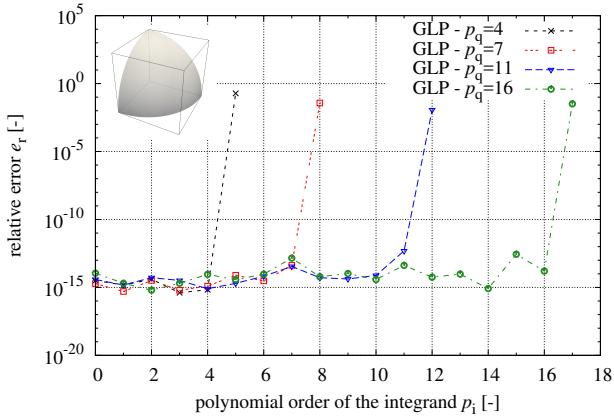 10^5
10^0
10^-5
10^-10
10^-15
10^-20
relative error e_r [-]
GLP - p_q=4
GLP - p_q=7
GLP - p_q=11
GLP - p_q=16
0 2 4 6 8 10 12 14 16 18
polynomial order of the integrand p_i [-]